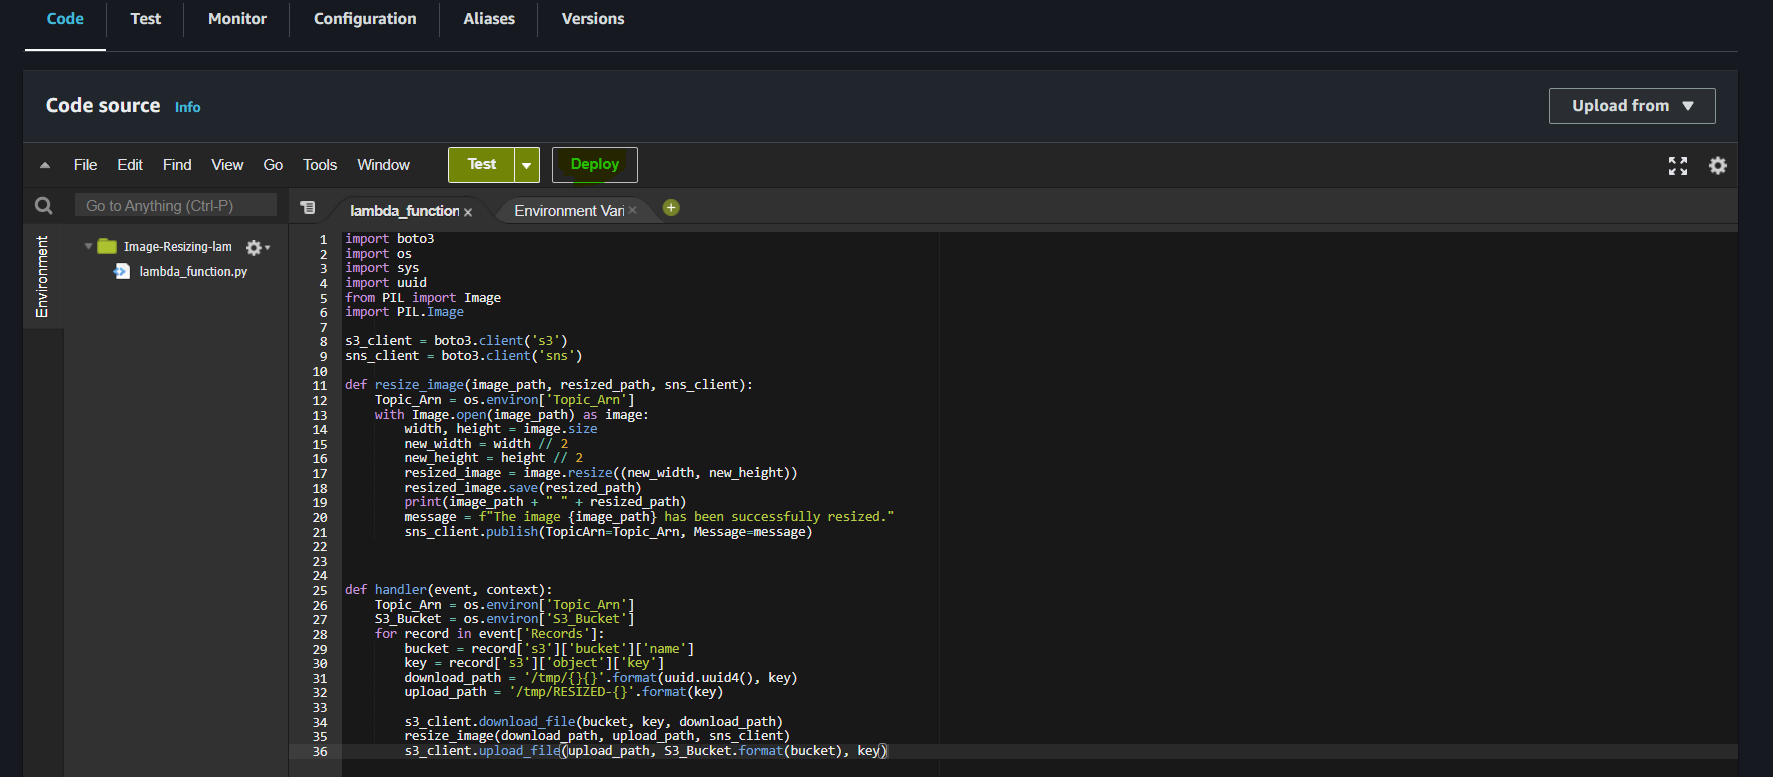 Code Test Monitor Configuration Aliases Versions
Code source Info
Upload from
File Edit Find View Go Tools Window Test Deploy
Go to Anything (Ctrl-P)
lambda_function Environment Vari
Environment
Image-Resizing-lam
lambda_function.py
1 import boto3
2 import os
3 import sys
4 import uuid
5 from PIL import Image
6 import PIL.Image
7
8 s3_client = boto3.client('s3')
9 sns_client = boto3.client('sns')
10
11 def resize_image(image_path, resized_path, sns_client):
12     Topic_Arn = os.environ['Topic_Arn']
13     with Image.open(image_path) as image:
14         width, height = image.size
15         new_width = width // 2
16         new_height = height // 2
17         resized_image = image.resize((new_width, new_height))
18         resized_image.save(resized_path)
19         print(image_path + " " + resized_path)
20         message = f"The image {image_path} has been successfully resized."
21         sns_client.publish(TopicArn=Topic_Arn, Message=message)
22
23
24
25 def handler(event, context):
26     Topic_Arn = os.environ['Topic_Arn']
27     S3_Bucket = os.environ['S3_Bucket']
28     for record in event['Records']:
29         bucket = record['s3']['bucket']['name']
30         key = record['s3']['object']['key']
31         download_path = '/tmp/{}{}'.format(uuid.uuid4(), key)
32         upload_path = '/tmp/RESIZED-{}'.format(key)
33
34         s3_client.download_file(bucket, key, download_path)
35         resize_image(download_path, upload_path, sns_client)
36         s3_client.upload_file(upload_path, S3_Bucket.format(bucket), key)